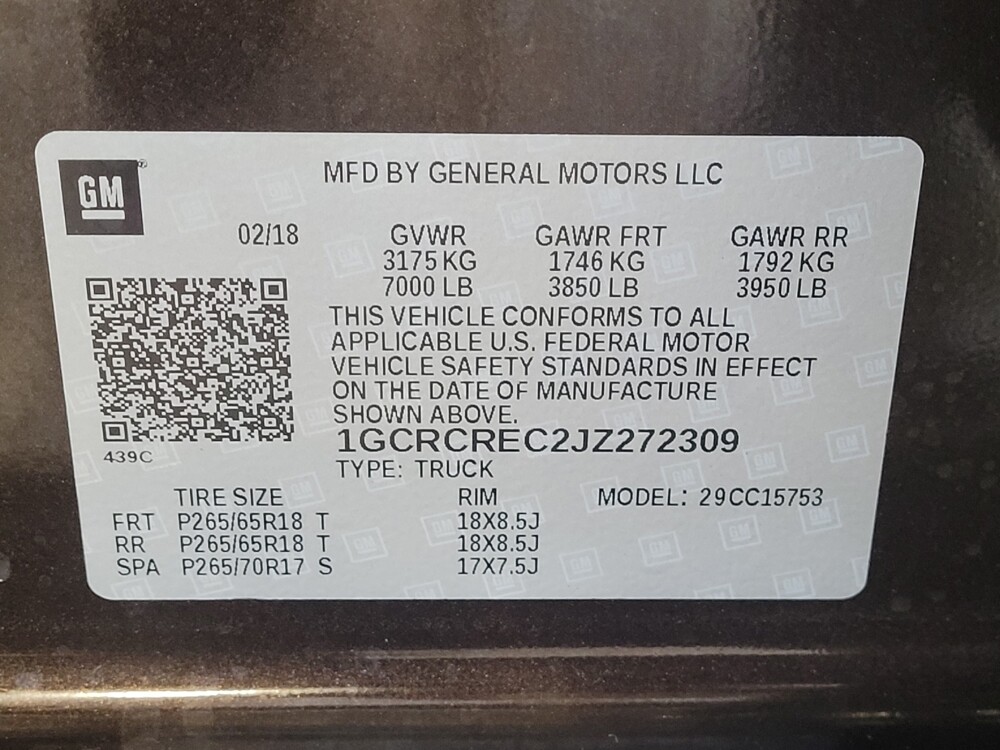 GM
MFD BY GENERAL MOTORS LLC
02/18 GVWR GAWR FRT GAWR RR
3175 KG 1746 KG 1792 KG
7000 LB 3850 LB 3950 LB
THIS VEHICLE CONFORMS TO ALL
APPLICABLE U.S. FEDERAL MOTOR
VEHICLE SAFETY STANDARDS IN EFFECT
ON THE DATE OF MANUFACTURE
SHOWN ABOVE.
1GCRCREC2JZ272309
439C
TYPE: TRUCK
TIRE SIZE RIM MODEL: 29CC15753
FRT P265/65R18 T 18X8.5J
RR P265/65R18 T 18X8.5J
SPA P265/70R17 S 17X7.5J